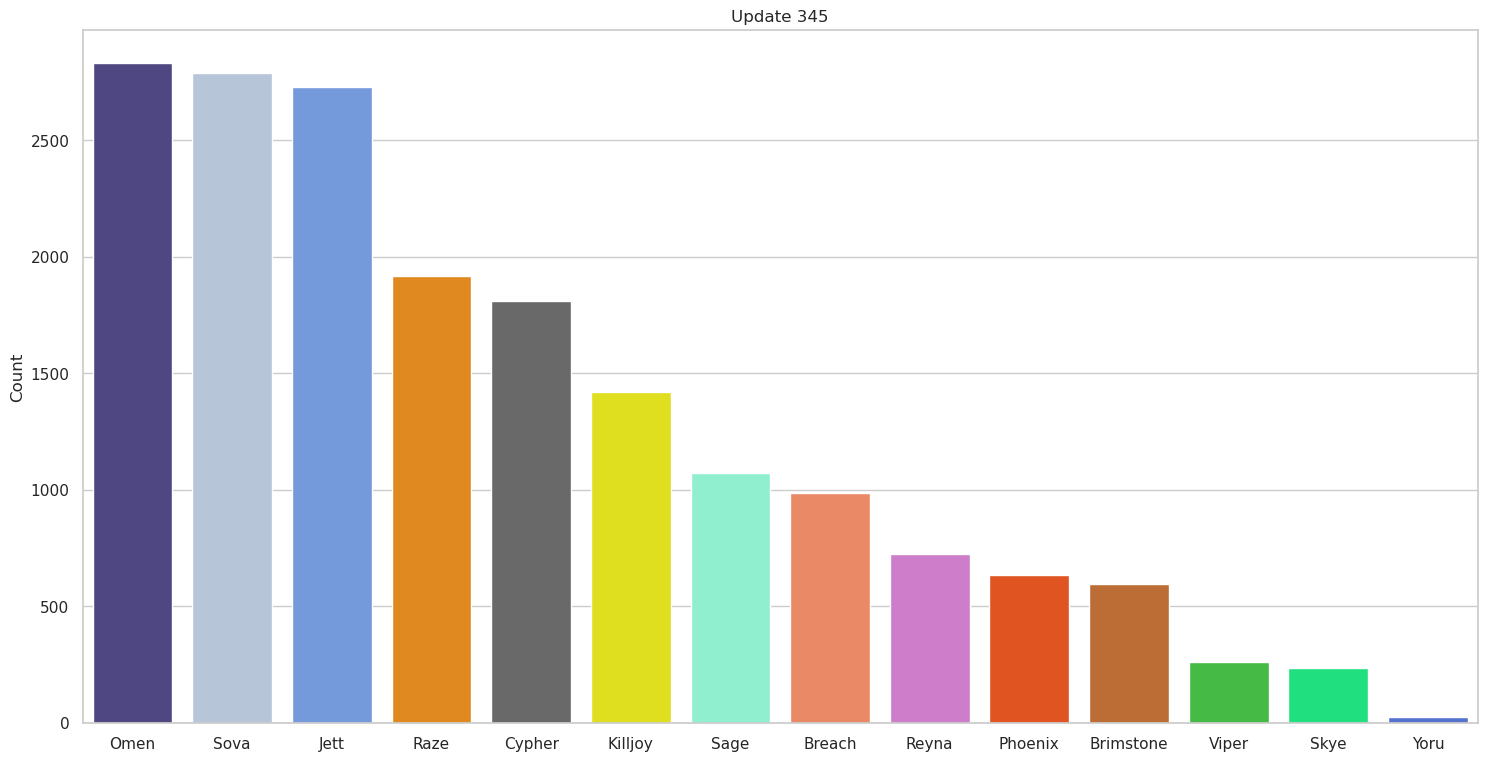 Update 345
Count
2500
2000
1500
1000
500
0
Omen Sova Jett Raze Cypher Killjoy Sage Breach Reyna Phoenix Brimstone Viper Skye Yoru